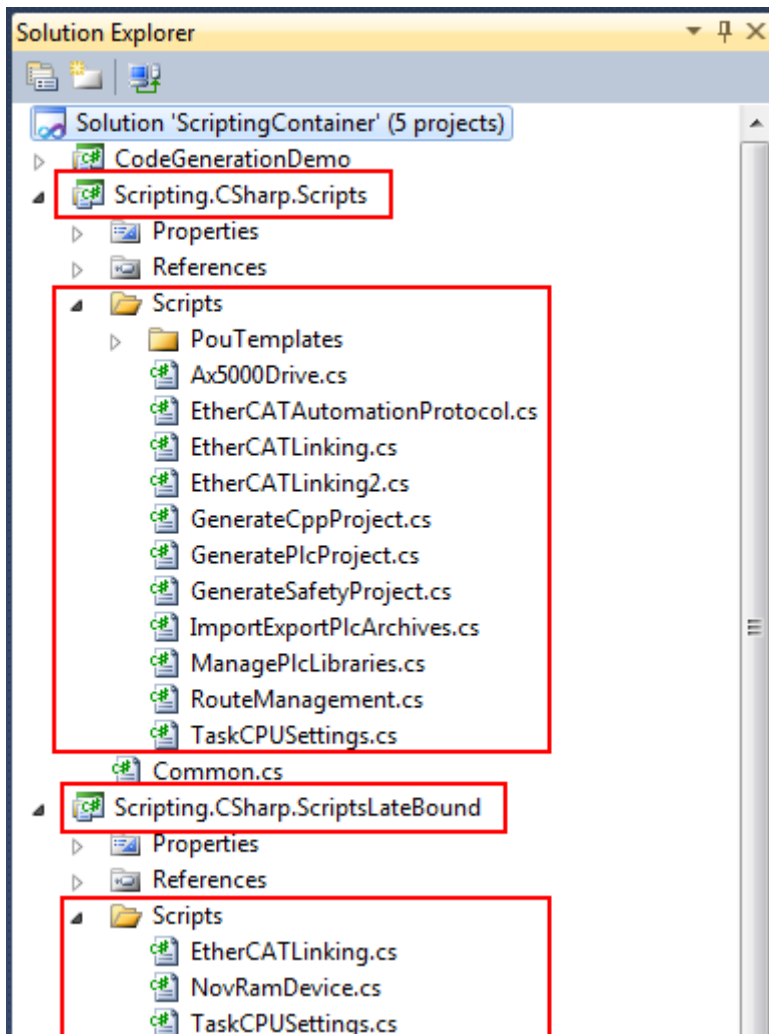 Solution Explorer
Solution 'ScriptingContainer' (5 projects)
C# CodeGenerationDemo
C# Scripting.CSharp.Scripts
Properties
References
Scripts
PouTemplates
C# Ax5000Drive.cs
C# EtherCATAutomationProtocol.cs
C# EtherCATLinking.cs
C# EtherCATLinking2.cs
C# GenerateCppProject.cs
C# GeneratePlcProject.cs
C# GenerateSafetyProject.cs
C# ImportExportPlcArchives.cs
C# ManagePlcLibraries.cs
C# RouteManagement.cs
C# TaskCPUSettings.cs
C# Common.cs
C# Scripting.CSharp.ScriptsLateBound
Properties
References
Scripts
C# EtherCATLinking.cs
C# NovRamDevice.cs
C# TaskCPUSettings.cs